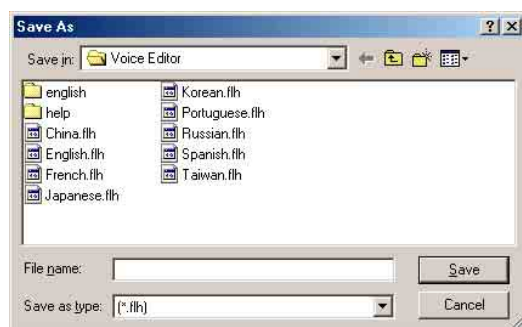 Save As
Save in: Voice Editor
english
help
China.flh
English.flh
French.flh
Japanese.flh
Korean.flh
Portuguese.flh
Russian.flh
Spanish.flh
Taiwan.flh
File name:
Save
Save as type: (*.flh)
Cancel